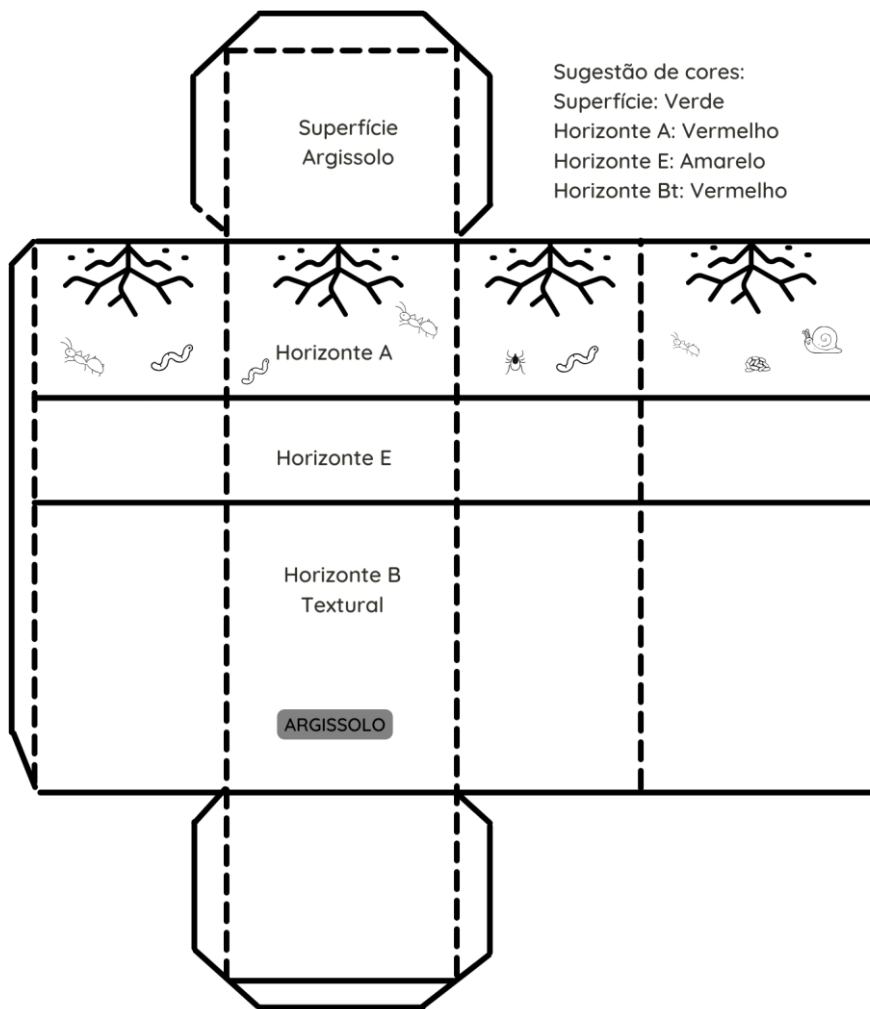 Sugestão de cores:
Superfície: Verde
Horizonte A: Vermelho
Horizonte E: Amarelo
Horizonte Bt: Vermelho
Superfície
Argissolo
Horizonte A
Horizonte E
Horizonte B
Textural
ARGISSOLO